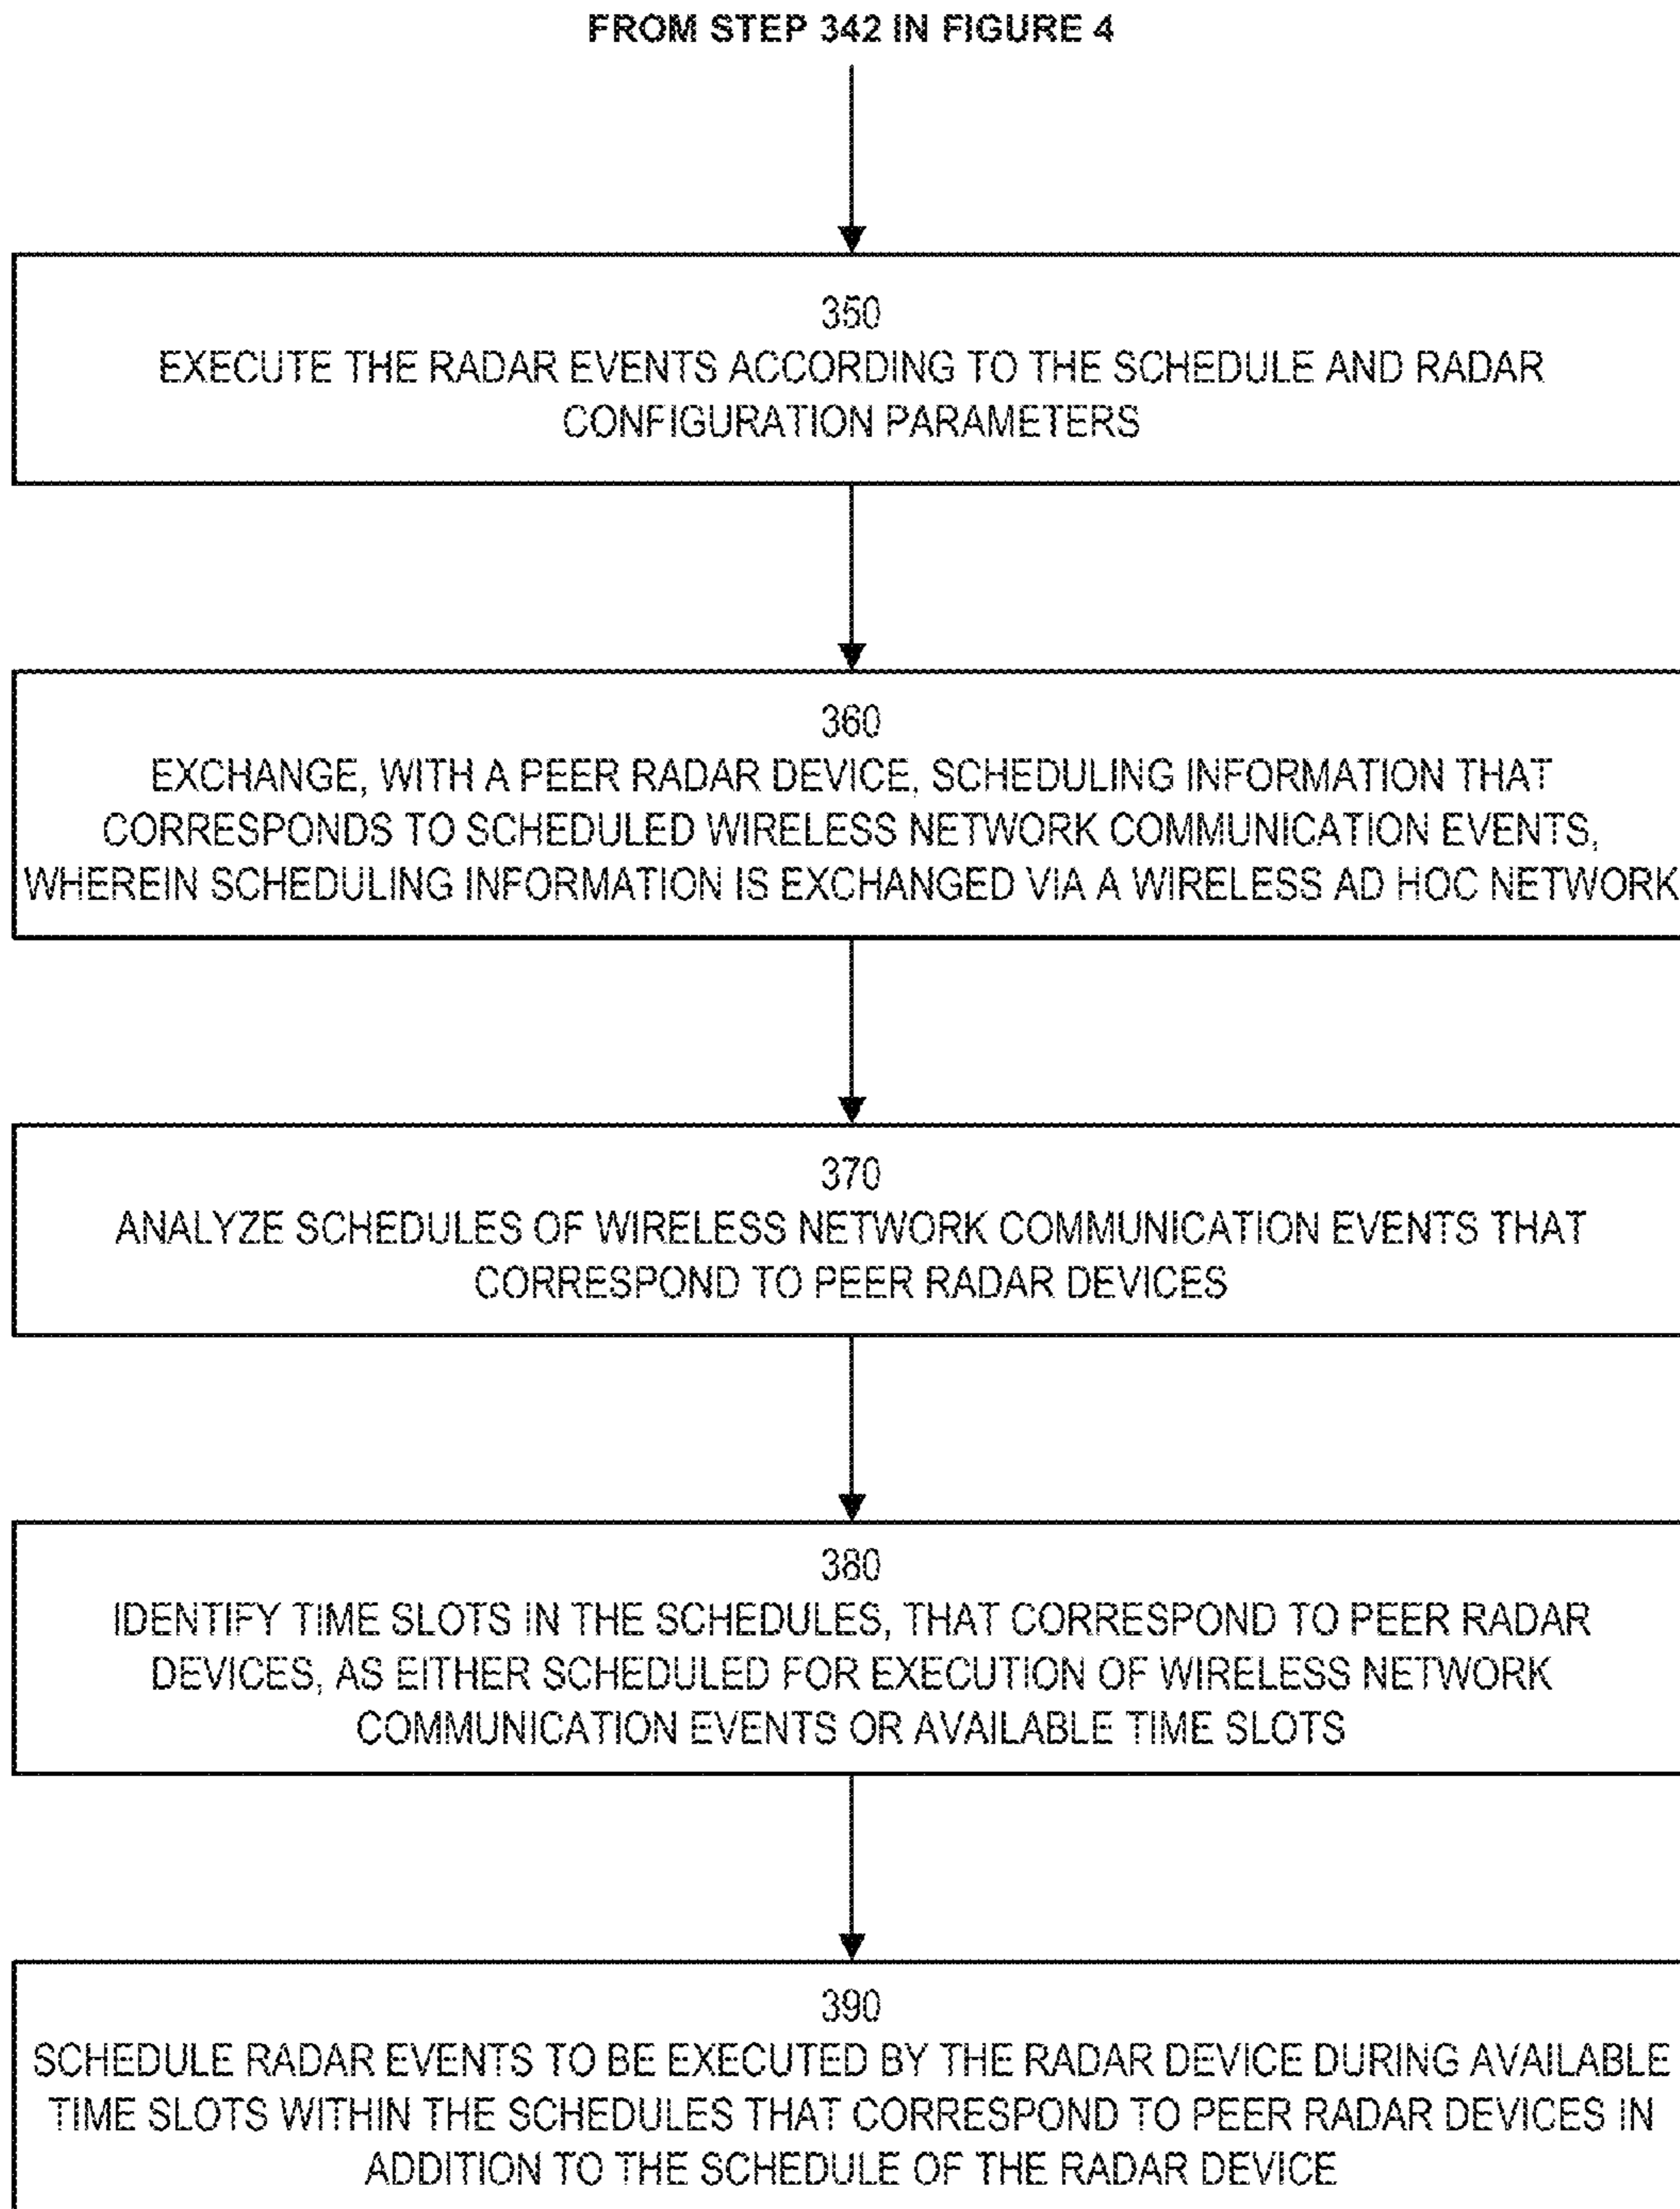 FROM STEP 342 IN FIGURE 4
350
EXECUTE THE RADAR EVENTS ACCORDING TO THE SCHEDULE AND RADAR
CONFIGURATION PARAMETERS
360
EXCHANGE, WITH A PEER RADAR DEVICE, SCHEDULING INFORMATION THAT
CORRESPONDS TO SCHEDULED WIRELESS NETWORK COMMUNICATION EVENTS,
WHEREIN SCHEDULING INFORMATION IS EXCHANGED VIA A WIRELESS AD HOC NETWORK
370
ANALYZE SCHEDULES OF WIRELESS NETWORK COMMUNICATION EVENTS THAT
CORRESPOND TO PEER RADAR DEVICES
380
IDENTIFY TIME SLOTS IN THE SCHEDULES, THAT CORRESPOND TO PEER RADAR
DEVICES, AS EITHER SCHEDULED FOR EXECUTION OF WIRELESS NETWORK
COMMUNICATION EVENTS OR AVAILABLE TIME SLOTS
390
SCHEDULE RADAR EVENTS TO BE EXECUTED BY THE RADAR DEVICE DURING AVAILABLE
TIME SLOTS WITHIN THE SCHEDULES THAT CORRESPOND TO PEER RADAR DEVICES IN
ADDITION TO THE SCHEDULE OF THE RADAR DEVICE